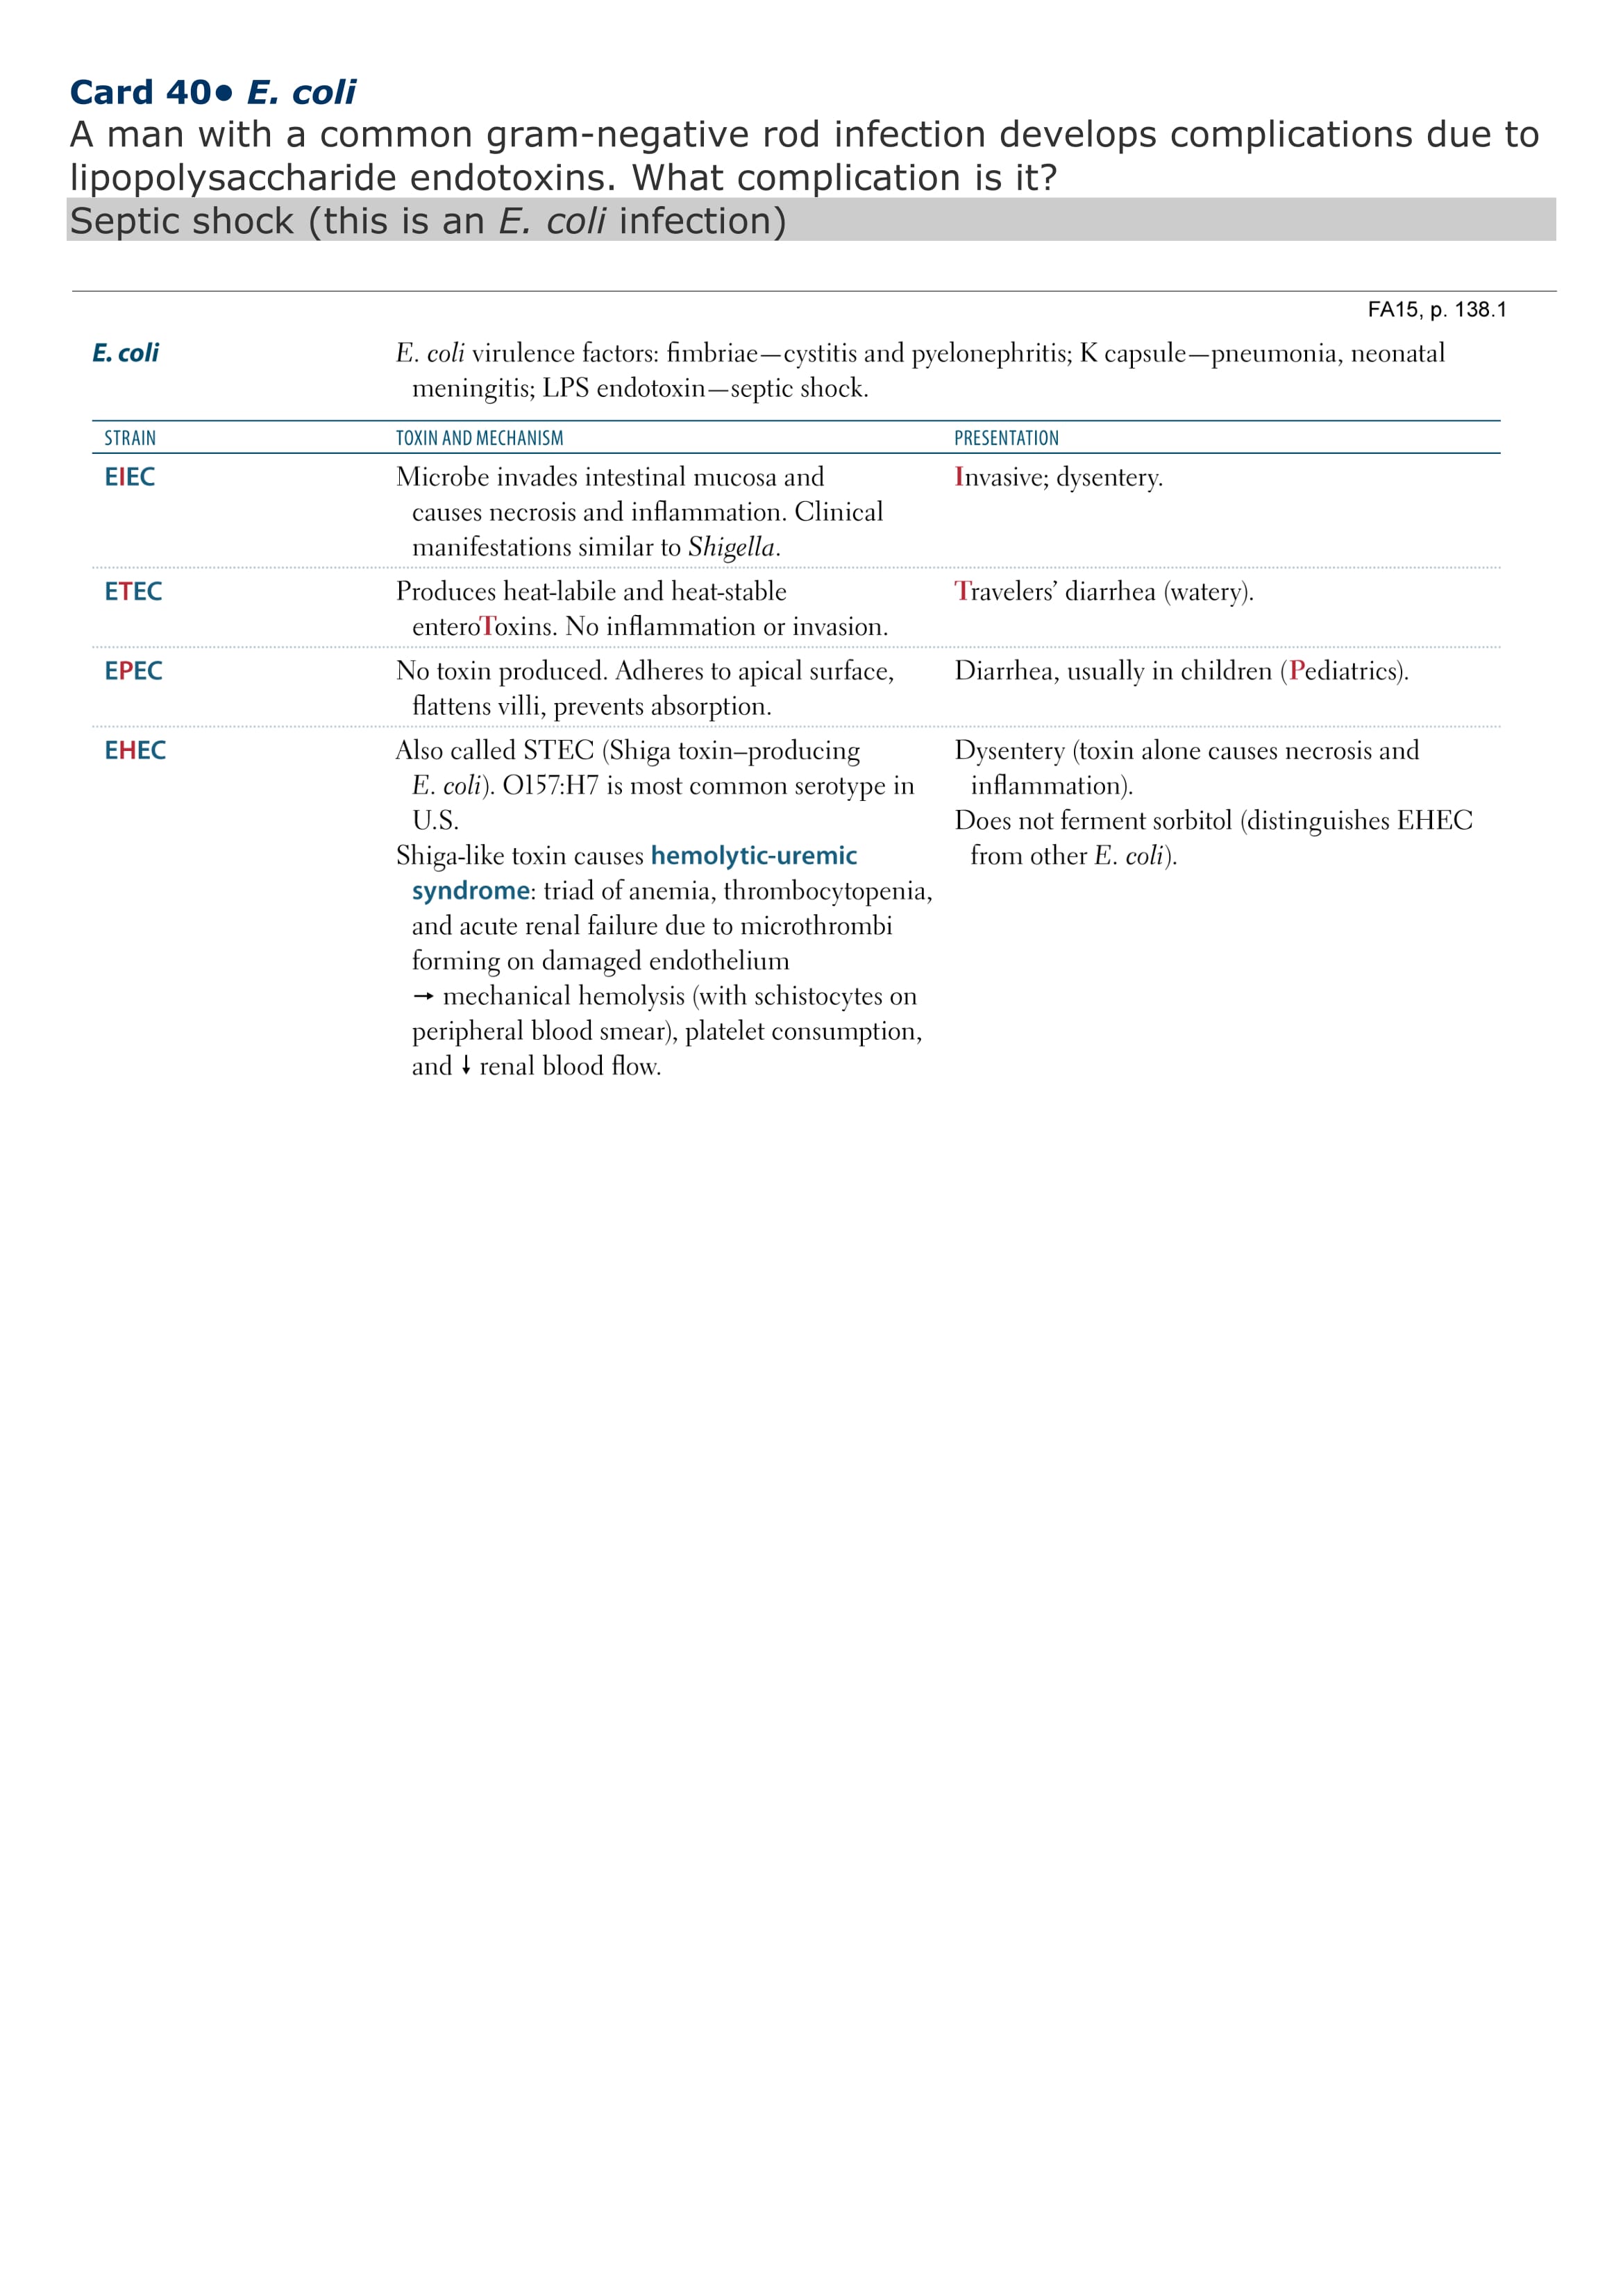 Card 40● E. coli
A man with a common gram-negative rod infection develops complications due to
lipopolysaccharide endotoxins. What complication is it?
Septic shock (this is an E. coli infection)
FA15, p. 138.1
E. coli
E. coli virulence factors: fimbriae—cystitis and pyelonephritis; K capsule—pneumonia, neonatal
meningitis; LPS endotoxin—septic shock.
STRAIN TOXIN AND MECHANISM PRESENTATION
EIEC
Microbe invades intestinal mucosa and
causes necrosis and inflammation. Clinical
manifestations similar to Shigella.
Invasive; dysentery.
ETEC
Produces heat-labile and heat-stable
enteroToxins. No inflammation or invasion.
Travelers’ diarrhea (watery).
EPEC
No toxin produced. Adheres to apical surface,
flattens villi, prevents absorption.
Diarrhea, usually in children (Pediatrics).
EHEC
Also called STEC (Shiga toxin–producing
E. coli). O157:H7 is most common serotype in
U.S.
Shiga-like toxin causes hemolytic-uremic
syndrome: triad of anemia, thrombocytopenia,
and acute renal failure due to microthrombi
forming on damaged endothelium
→ mechanical hemolysis (with schistocytes on
peripheral blood smear), platelet consumption,
and ↓ renal blood flow.
Dysentery (toxin alone causes necrosis and
inflammation).
Does not ferment sorbitol (distinguishes EHEC
from other E. coli).